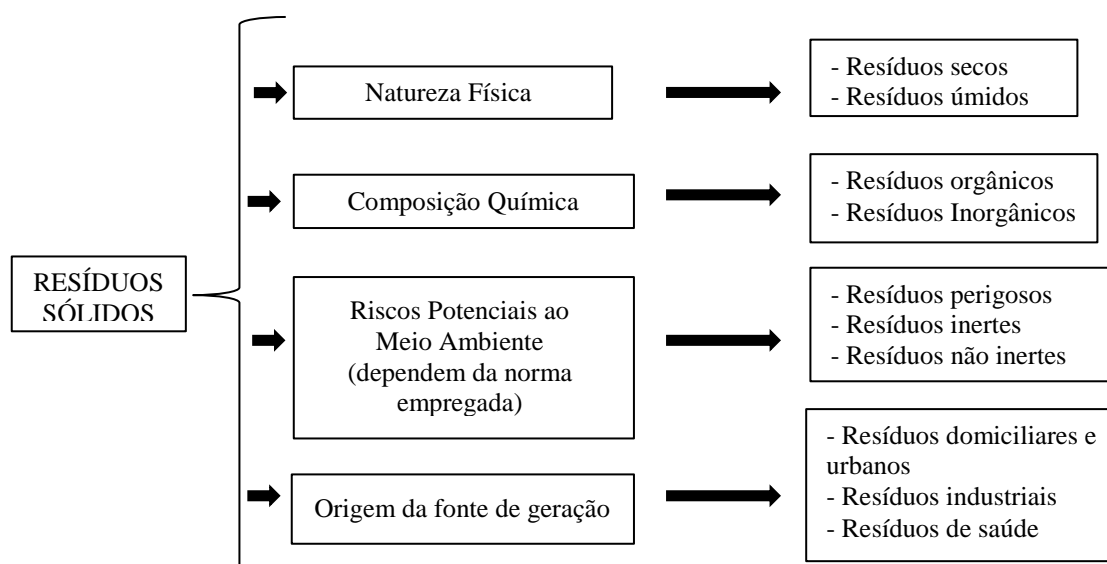 RESÍDUOS
SÓLIDOS
Natureza Física
- Resíduos secos
- Resíduos úmidos
Composição Química
- Resíduos orgânicos
- Resíduos Inorgânicos
Riscos Potenciais ao
Meio Ambiente
(dependem da norma
empregada)
- Resíduos perigosos
- Resíduos inertes
- Resíduos não inertes
Origem da fonte de geração
- Resíduos domiciliares e
urbanos
- Resíduos industriais
- Resíduos de saúde